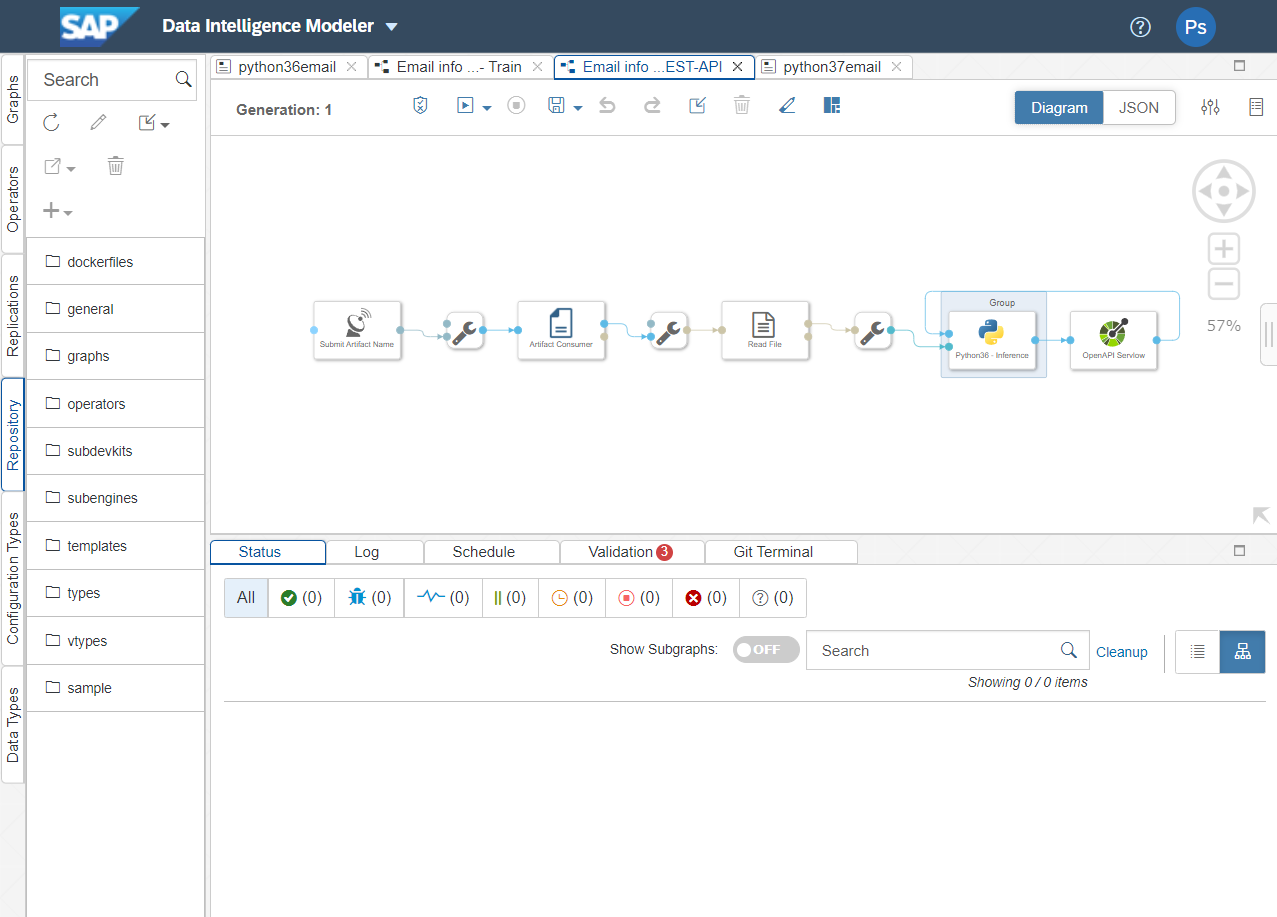 SAP Data Intelligence Modeler Ps
Graphs
Operators
Replications
Repository
Configuration Types
Data Types
Search
dockerfiles
general
graphs
operators
subdevkits
subengines
templates
types
vtypes
sample
python36email Email info ...- Train Email info ...EST-API python37email
Generation: 1 Diagram JSON
57%
Submit Artifact Name
Artifact Consumer
Read File
Group
Python36 - Inference
OpenAPI Servlow
Status Log Schedule Validation 3 Git Terminal
All (0) (0) (0) (0) (0) (0) (0) (0)
Show Subgraphs: OFF Search Cleanup
Showing 0 / 0 items